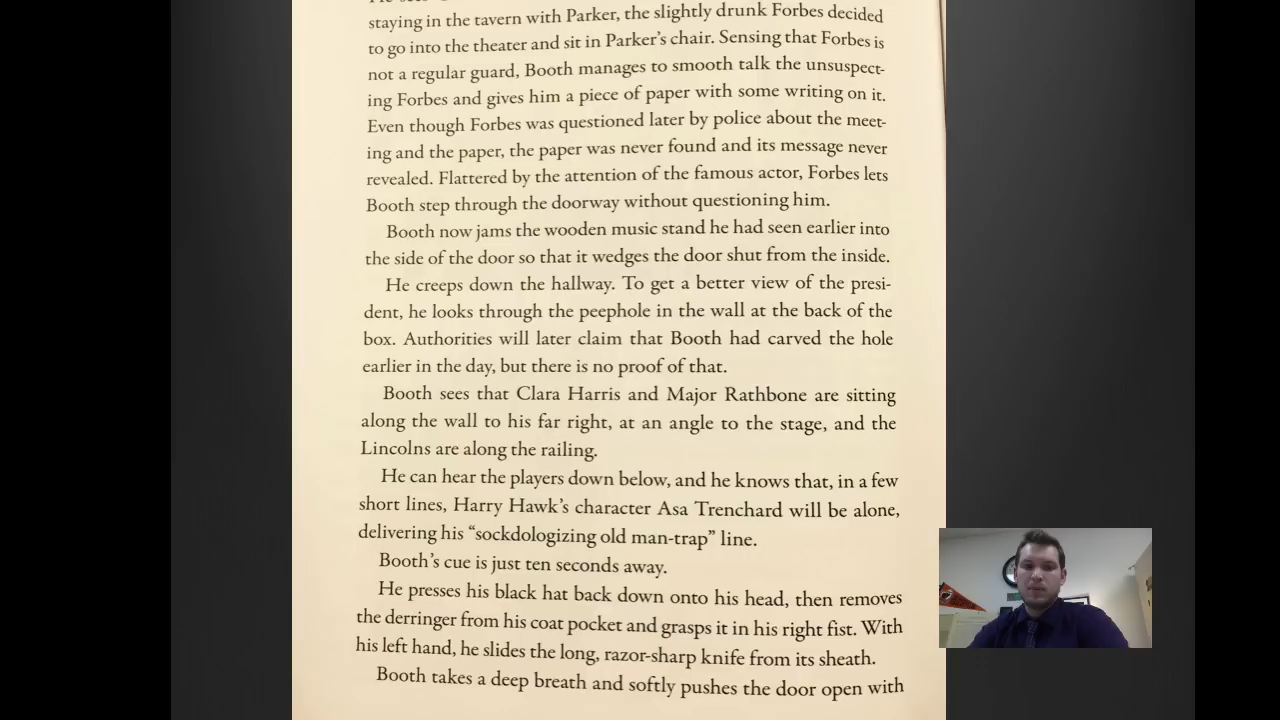 staying in the tavern with Parker, the slightly drunk Forbes decided
to go into the theater and sit in Parker's chair. Sensing that Forbes is
not a regular guard, Booth manages to smooth talk the unsuspect-
ing Forbes and gives him a piece of paper with some writing on it.
Even though Forbes was questioned later by police about the meet-
ing and the paper, the paper was never found and its message never
revealed. Flattered by the attention of the famous actor, Forbes lets
Booth step through the doorway without questioning him.
Booth now jams the wooden music stand he had seen earlier into
the side of the door so that it wedges the door shut from the inside.
He creeps down the hallway. To get a better view of the presi-
dent, he looks through the peephole in the wall at the back of the
box. Authorities will later claim that Booth had carved the hole
earlier in the day, but there is no proof of that.
Booth sees that Clara Harris and Major Rathbone are sitting
along the wall to his far right, at an angle to the stage, and the
Lincolns are along the railing.
He can hear the players down below, and he knows that, in a few
short lines, Harry Hawk's character Asa Trenchard will be alone,
delivering his “sockdologizing old man-trap” line.
Booth's cue is just ten seconds away.
He presses his black hat back down onto his head, then removes
the derringer from his coat pocket and grasps it in his right fist. With
his left hand, he slides the long, razor-sharp knife from its sheath.
Booth takes a deep breath and softly pushes the door open with